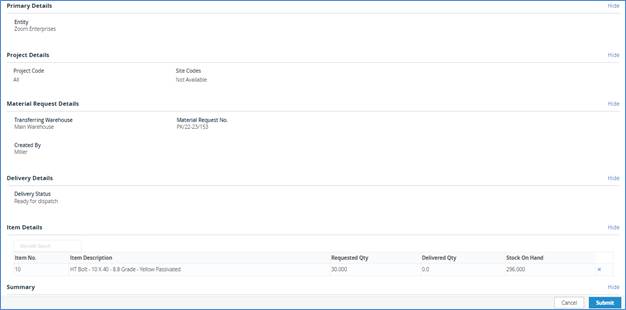 Primary Details Hide
Entity
Zoom Enterprises
Project Details Hide
Project Code Site Codes
All Not Available
Material Request Details Hide
Transferring Warehouse Material Request No.
Main Warehouse PK/22-23/153
Created By
Miller
Delivery Details Hide
Delivery Status
Ready for dispatch
Item Details Hide
Item No. Item Description Requested Qty Delivered Qty Stock On Hand
10 HT Bolt - 10 X 40 - 8.8 Grade - Yellow Passivated 30.000 0.0 296.000
Summary Hide
Cancel Submit